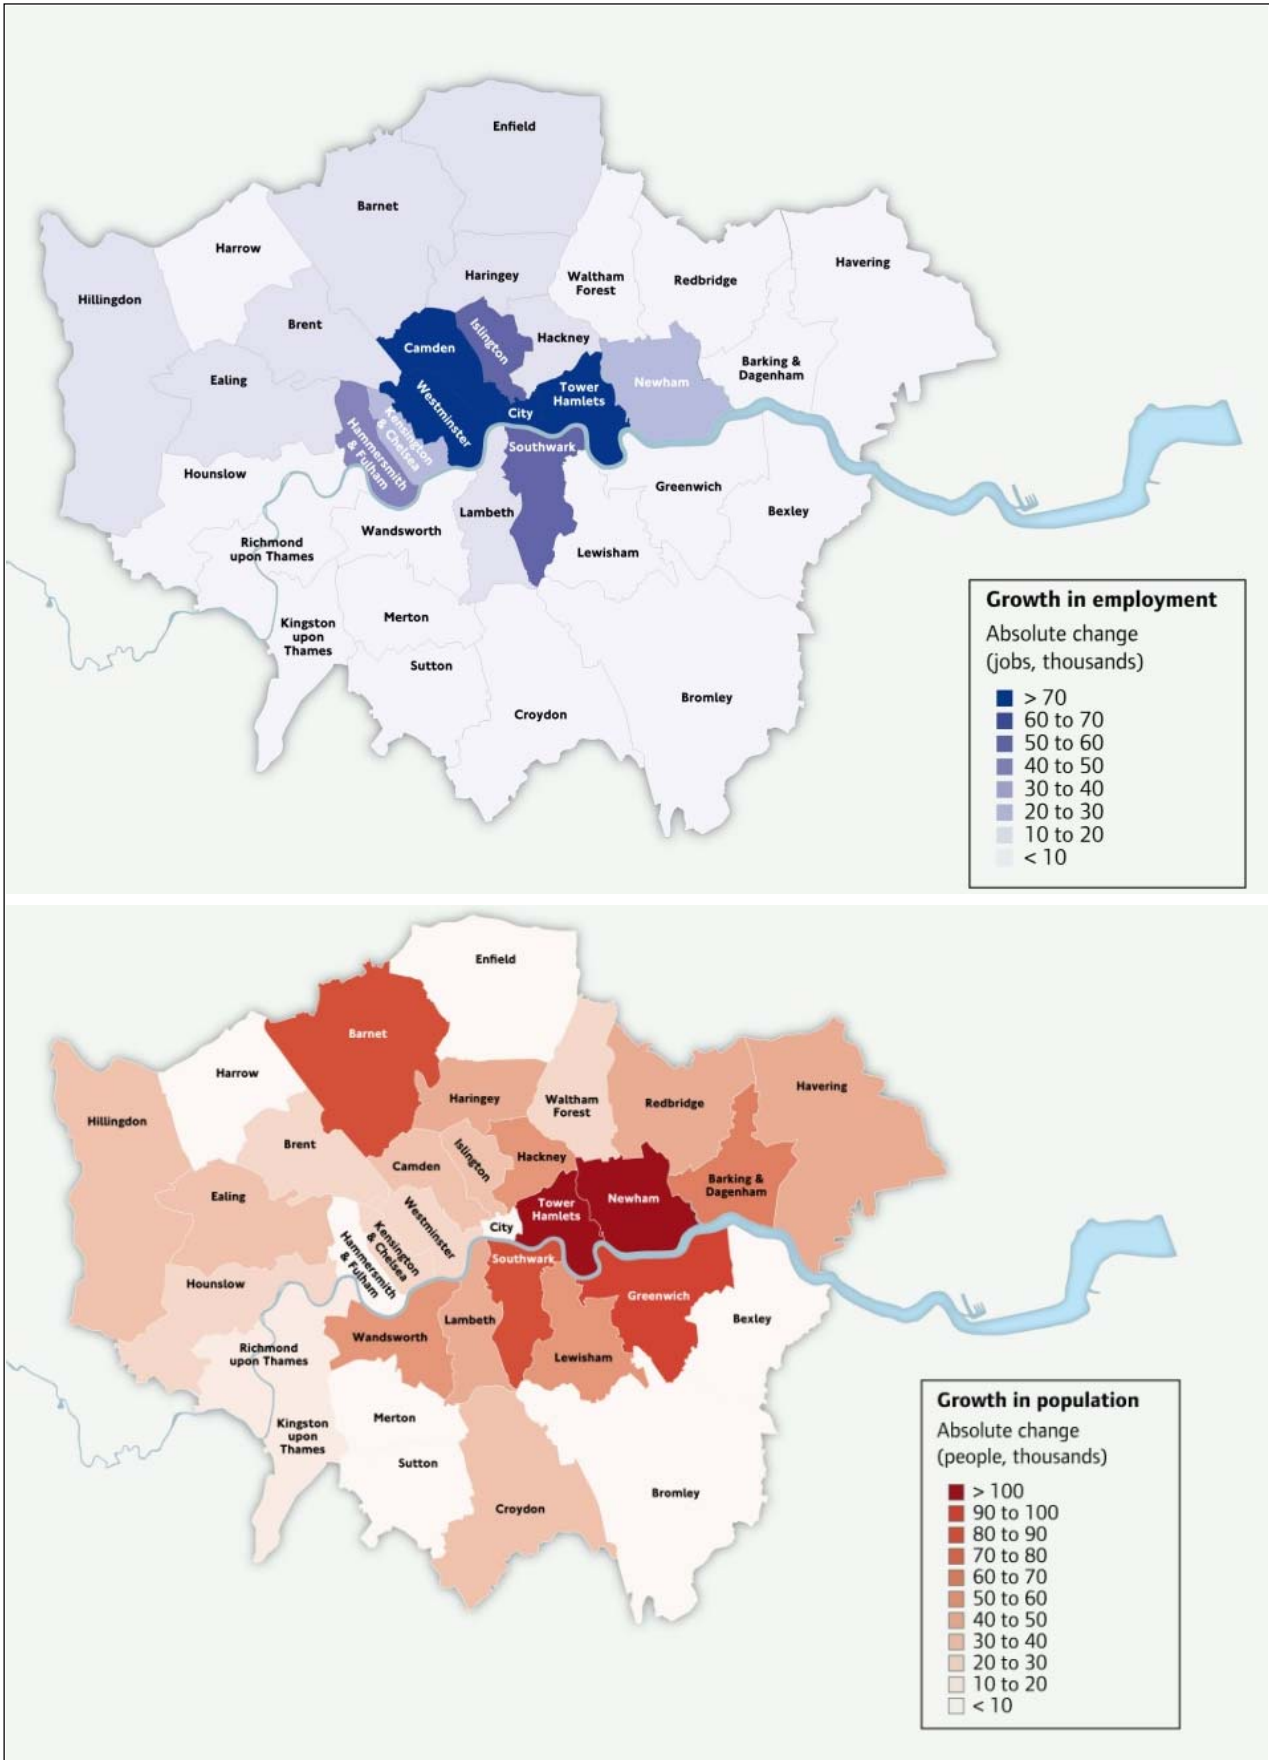 Enfield
Barnet
Harrow
Havering
Haringey
Waltham
Forest
Redbridge
Hillingdon
Brent
Hackney
Islington
Camden
Barking &
Dagenham
Ealing
Newham
Tower
Hamlets
Westminster
City
Kensington
& Chelsea
Hammersmith
& Fulham
Southwark
Hounslow
Greenwich
Lambeth
Bexley
Wandsworth
Richmond
upon Thames
Lewisham
Merton
Kingston
upon
Thames
Sutton
Bromley
Croydon
Growth in employment
Absolute change
(jobs, thousands)
> 70
60 to 70
50 to 60
40 to 50
30 to 40
20 to 30
10 to 20
< 10
Enfield
Barnet
Harrow
Havering
Haringey
Waltham
Forest
Redbridge
Hillingdon
Brent
Hackney
Islington
Camden
Barking &
Dagenham
Ealing
Newham
Tower
Hamlets
Westminster
City
Kensington
& Chelsea
Hammersmith
& Fulham
Southwark
Hounslow
Greenwich
Lambeth
Bexley
Wandsworth
Richmond
upon Thames
Lewisham
Merton
Kingston
upon
Thames
Sutton
Bromley
Croydon
Growth in population
Absolute change
(people, thousands)
> 100
90 to 100
80 to 90
70 to 80
60 to 70
50 to 60
40 to 50
30 to 40
20 to 30
10 to 20
< 10